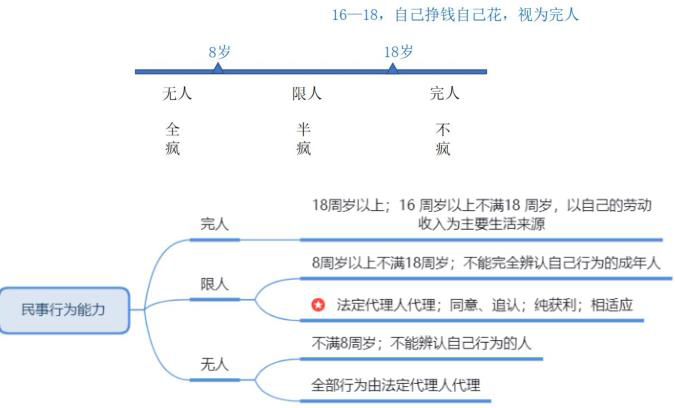 16—18，自己挣钱自己花，视为完人
8岁
18岁
无人
限人
完人
全疯
半疯
不疯
民事行为能力
完人
18周岁以上；16 周岁以上不满18 周岁，以自己的劳动
收入为主要生活来源
限人
8周岁以上不满18周岁；不能完全辨认自己行为的成年人
法定代理人代理；同意、追认；纯获利；相适应
无人
不满8周岁；不能辨认自己行为的人
全部行为由法定代理人代理